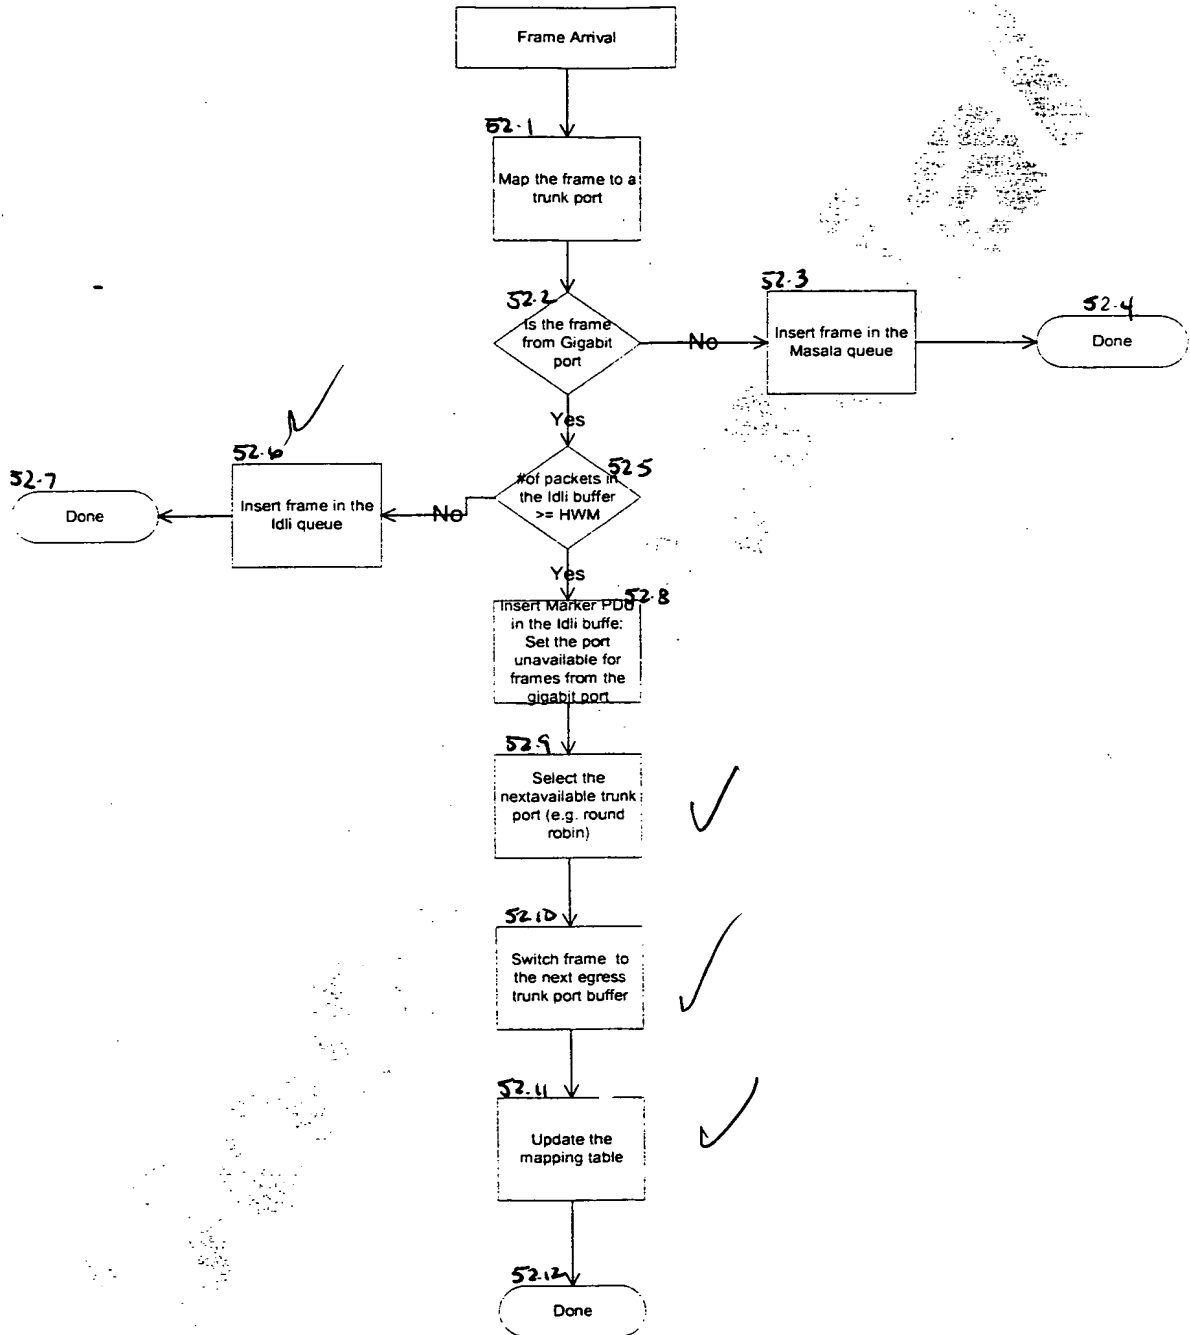 Frame Arrival
52.1
Map the frame to a
trunk port
52.2
Is the frame
from Gigabit
port
No
52.3
Insert frame in the
Masala queue
52.4
Done
Yes
52.5
#of packets in
the Idli buffer
>= HWM
No
52.6
Insert frame in the
Idli queue
52.7
Done
Yes
52.8
Insert Marker PDU
in the Idli buffe:
Set the port
unavailable for
frames from the
gigabit port
52.9
Select the
nextavailable trunk
port (e.g. round
robin)
52.10
Switch frame to
the next egress
trunk port buffer
52.11
Update the
mapping table
52.12
Done